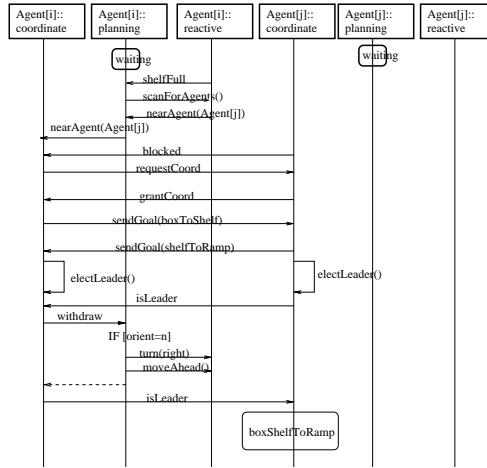 Agent[i]:: Agent[i]:: Agent[i]:: Agent[j]:: Agent[j]:: Agent[j]::
coordinate planning reactive coordinate planning reactive
waiting waiting
shelfFull
scanForAgents()
nearAgent(Agent[j])
nearAgent(Agent[j])
blocked
requestCoord
grantCoord
sendGoal(boxToShelf)
sendGoal(shelfToRamp)
electLeader() electLeader()
isLeader
withdraw
IF [orient=n]
turn(right)
moveAhead()
isLeader
boxShelfToRamp